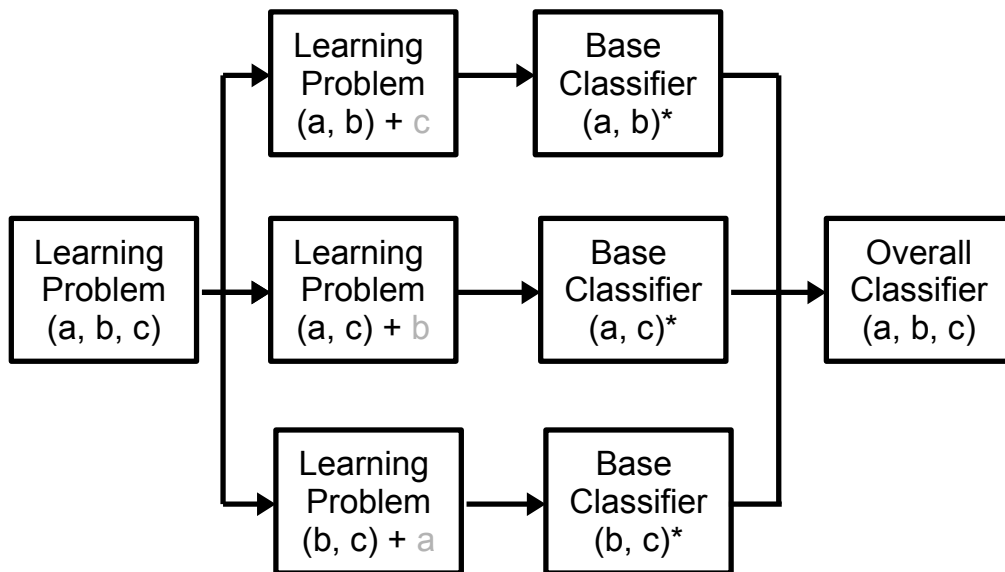 Learning
Problem
(a, b) + c
Base
Classifier
(a, b)*
Learning
Problem
(a, b, c)
Learning
Problem
(a, c) + b
Base
Classifier
(a, c)*
Overall
Classifier
(a, b, c)
Learning
Problem
(b, c) + a
Base
Classifier
(b, c)*